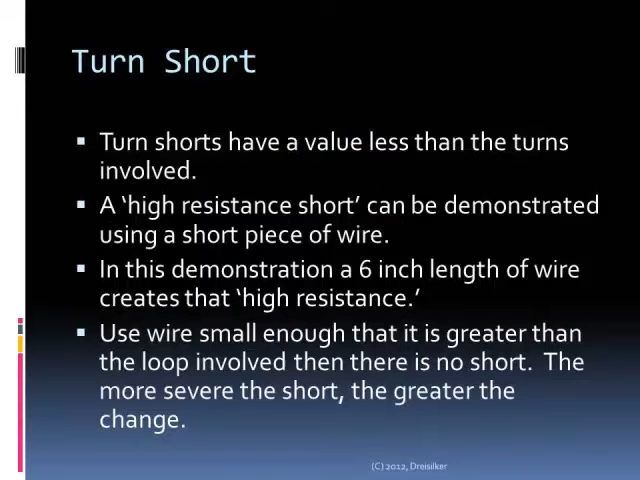 Turn Short
▪ Turn shorts have a value less than the turns
involved.
▪ A ‘high resistance short’ can be demonstrated
using a short piece of wire.
▪ In this demonstration a 6 inch length of wire
creates that ‘high resistance.’
▪ Use wire small enough that it is greater than
the loop involved then there is no short.  The
more severe the short, the greater the
change.
(C) 2012, Dreisilker